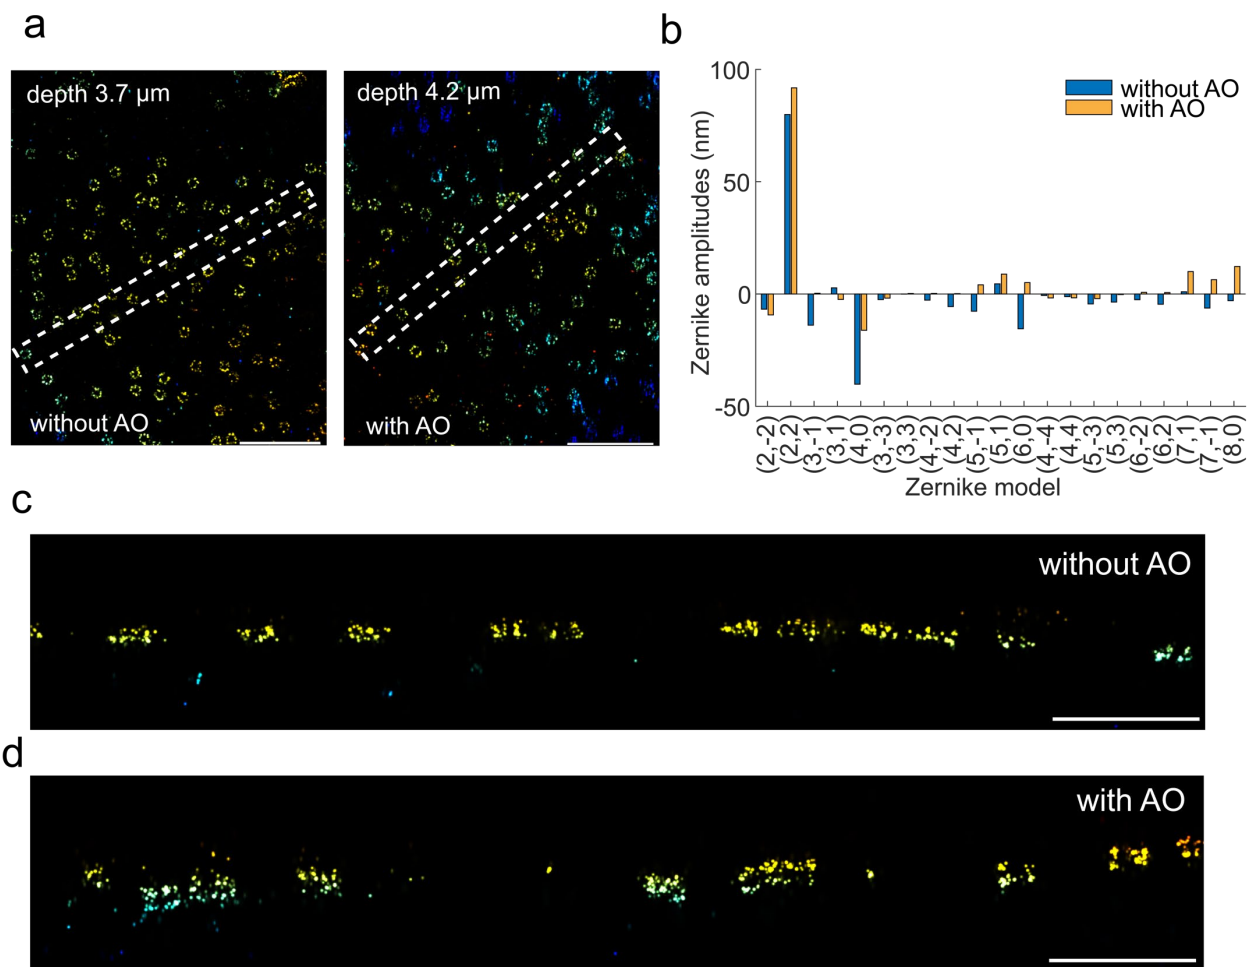 a
depth 3.7 µm
without AO
depth 4.2 µm
with AO
b
without AO
with AO
Zernike amplitudes (nm)
100
50
0
-50
(2,-2)
(2,2)
(3,-1)
(3,1)
(4,0)
(3,-3)
(3,3)
(4,-2)
(4,2)
(5,-1)
(5,1)
(6,0)
(4,-4)
(4,4)
(5,-3)
(5,3)
(6,-2)
(6,2)
(7,1)
(7,-1)
(8,0)
Zernike model
c
without AO
d
with AO